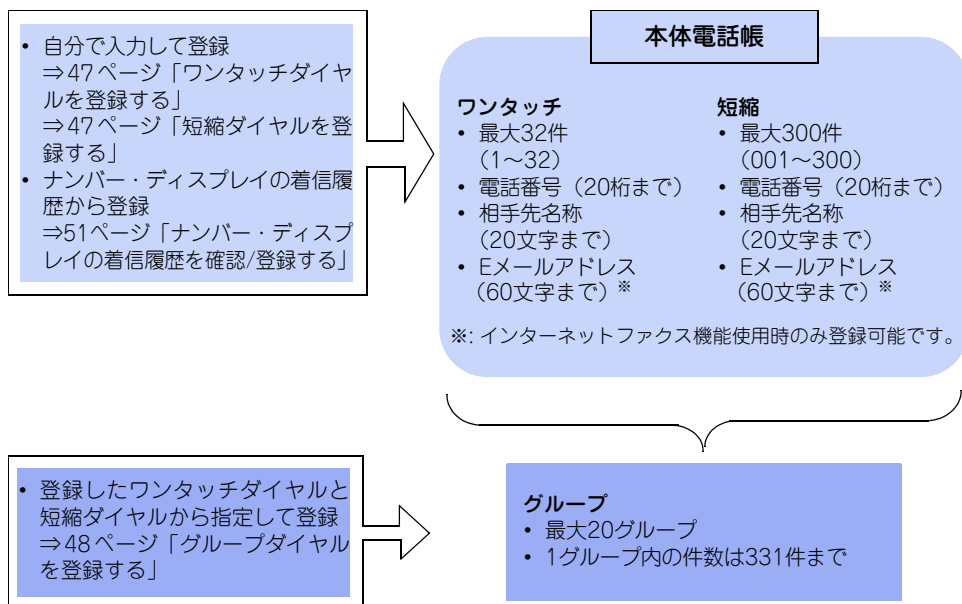 • 自分で入力して登録
⇒47ページ「ワンタッチダイヤ
ルを登録する」
⇒47ページ「短縮ダイヤルを登
録する」
• ナンバー・ディスプレイの着信履
歴から登録
⇒51ページ「ナンバー・ディスプ
レイの着信履歴を確認/登録する」
本体電話帳
ワンタッチ
• 最大32件
（1～32）
• 電話番号（20桁まで）
• 相手先名称
（20文字まで）
• Eメールアドレス
（60文字まで）※
短縮
• 最大300件
（001～300）
• 電話番号（20桁まで）
• 相手先名称
（20文字まで）
• Eメールアドレス
（60文字まで）※
※: インターネットファクス機能使用時のみ登録可能です。
• 登録したワンタッチダイヤルと
短縮ダイヤルから指定して登録
⇒48ページ「グループダイヤル
を登録する」
グループ
• 最大20グループ
• 1グループ内の件数は331件まで